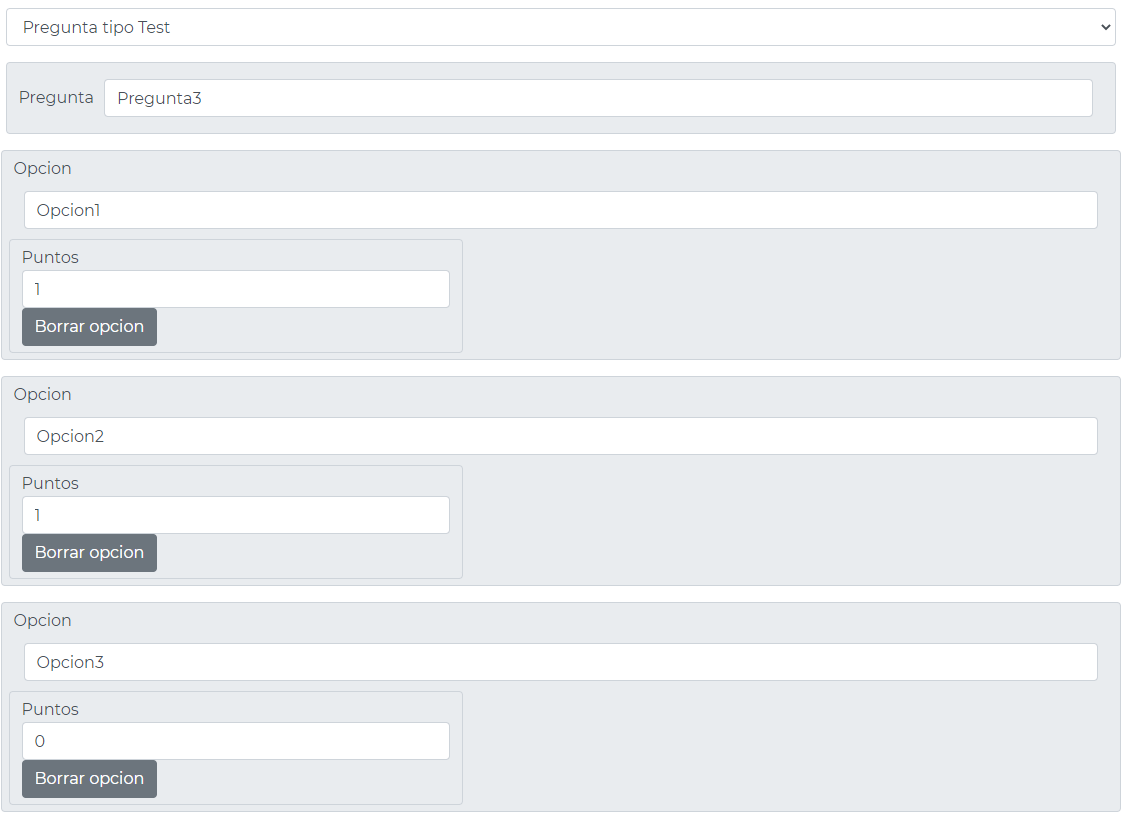 Pregunta tipo Test
Pregunta Pregunta3
Opcion
Opcion1
Puntos
1
Borrar opcion
Opcion
Opcion2
Puntos
1
Borrar opcion
Opcion
Opcion3
Puntos
0
Borrar opcion